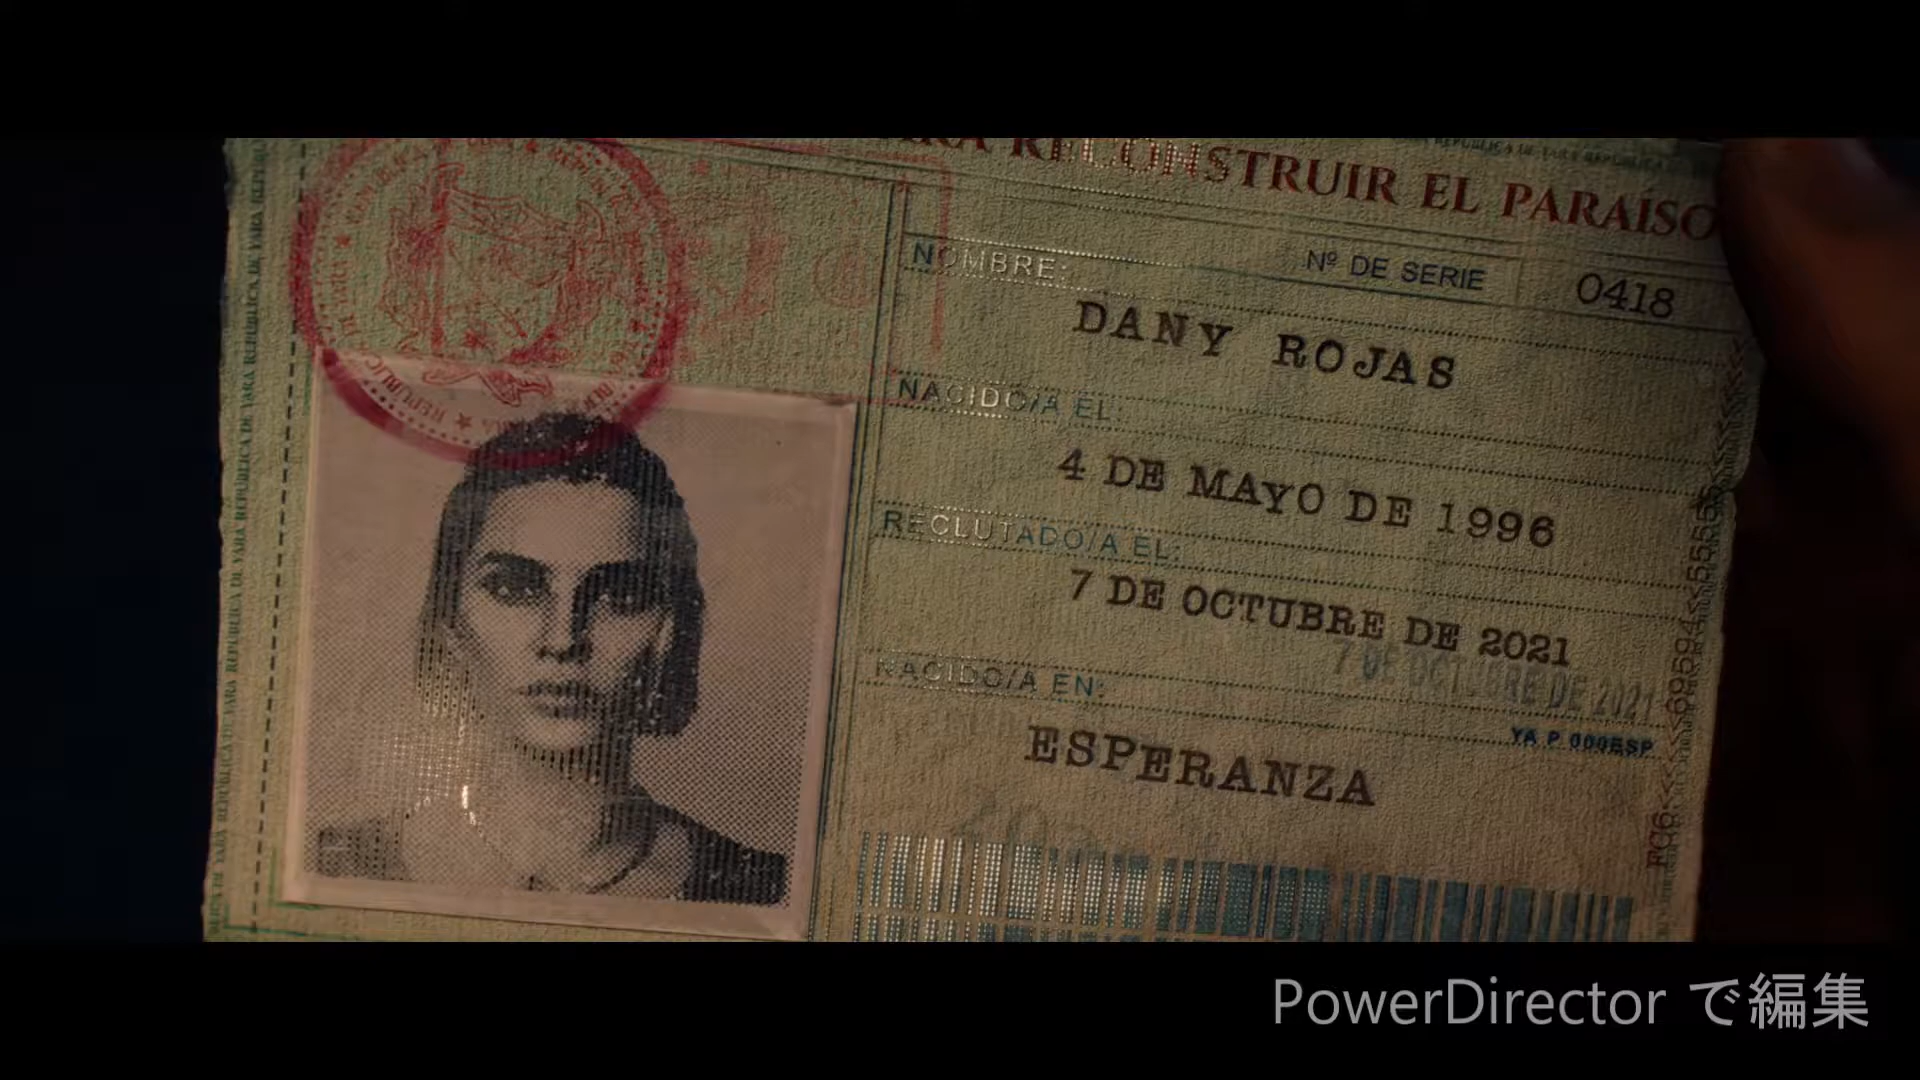 RECONSTRUIR EL PARAÍSO
NOMBRE:
Nº DE SERIE
0418
DANY ROJAS
NACIDO/A EL:
4 DE MAYO DE 1996
RECLUTADO/A EL:
7 DE OCTUBRE DE 2021
7 DE OCTUBRE DE 2021
NACIDO/A EN:
YA P 000ESP
ESPERANZA
PowerDirector で編集